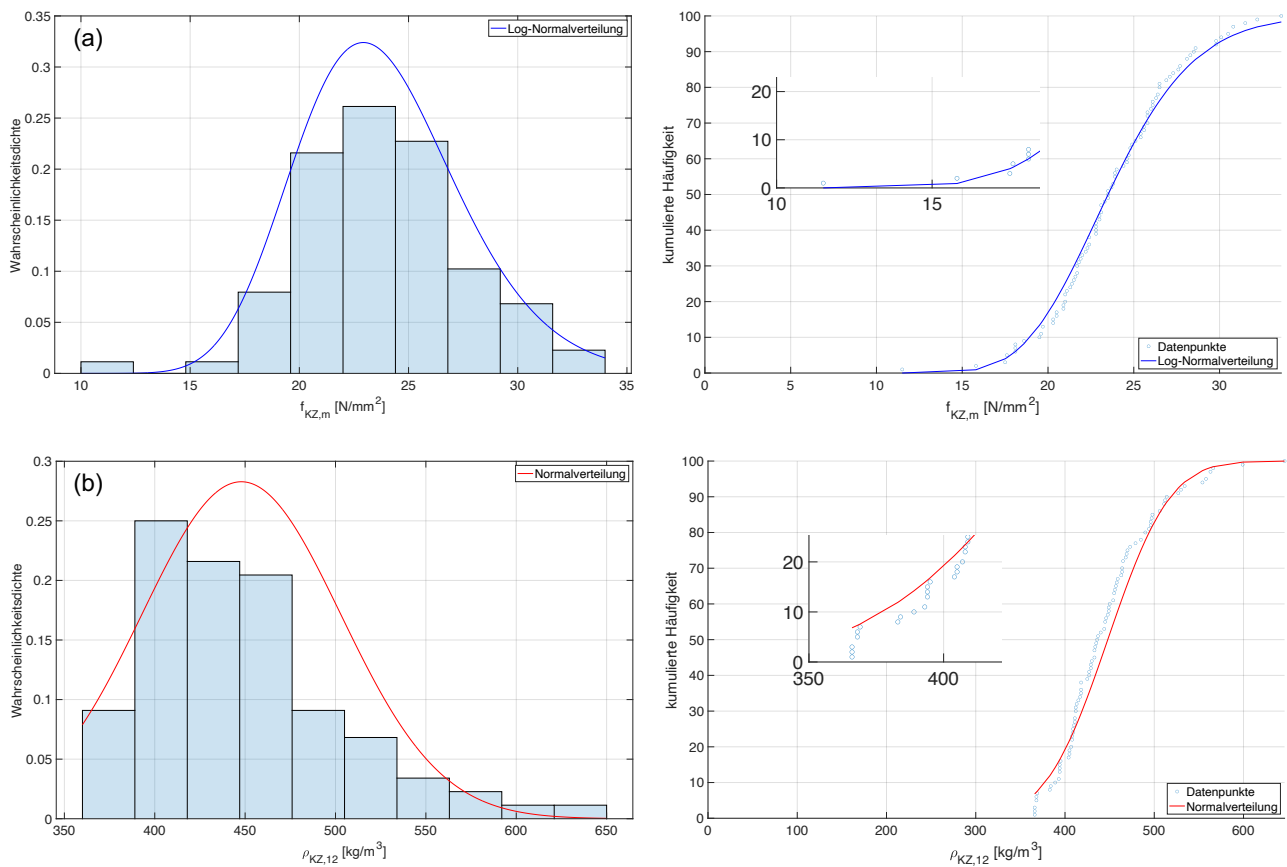 (a)
Log-Normalverteilung
0.35
0.3
0.25
0.2
0.15
0.1
0.05
0
Wahrscheinlichkeitsdichte
10 15 20 25 30 35
f_KZ,m [N/mm²]
100
90
80
70
60
50
40
30
20
10
0
kumulierte Häufigkeit
20
10
0
10 15
Datenpunkte
Log-Normalverteilung
0 5 10 15 20 25 30
f_KZ,m [N/mm²]
(b)
Normalverteilung
0.3
0.25
0.2
0.15
0.1
0.05
0
Wahrscheinlichkeitsdichte
350 400 450 500 550 600 650
ρ_KZ,12 [kg/m³]
100
90
80
70
60
50
40
30
20
10
0
kumulierte Häufigkeit
20
10
0
350 400
Datenpunkte
Normalverteilung
0 100 200 300 400 500 600
ρ_KZ,12 [kg/m³]